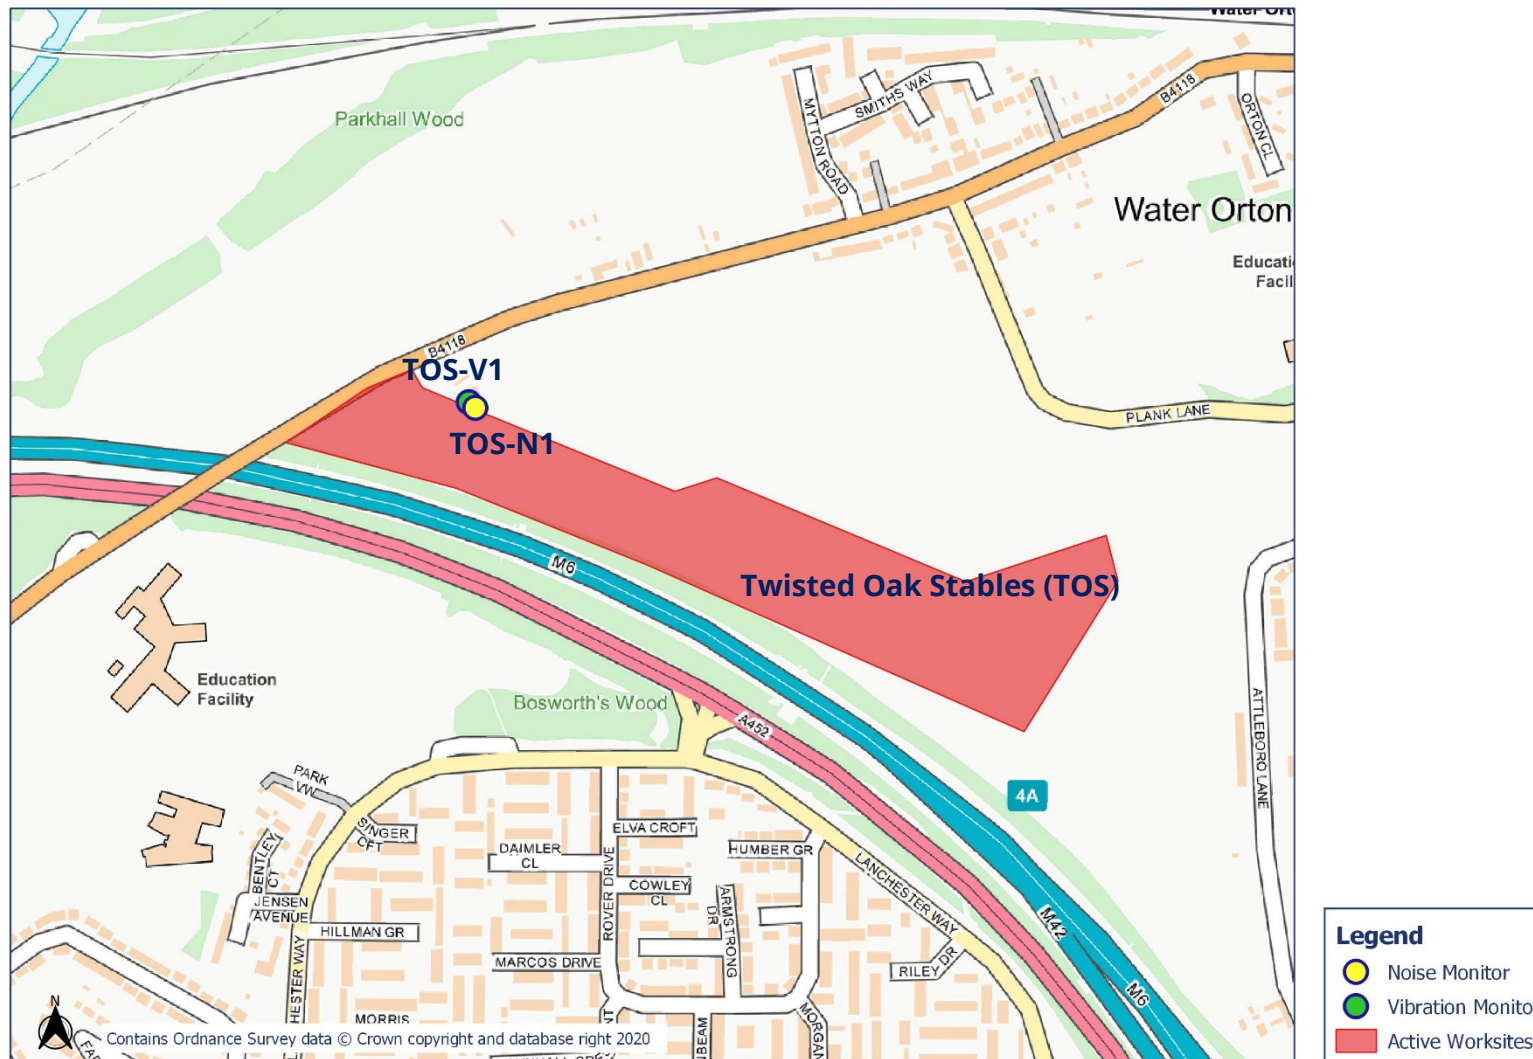 Parkhall Wood
SMITHS WAY
MYTTON ROAD
B4118
ORTON CL
Water Orton
B4118
TOS-V1
TOS-N1
PLANK LANE
M6
Twisted Oak Stables (TOS)
Education
Facility
Bosworth's Wood
A452
ATTLEBORO LANE
4A
PARK
VW
SINGER
CFT
ELVA CROFT
DAIMLER
CL
HUMBER GR
LANCHESTER WAY
BENTLEY
CT
ROVER DRIVE
COWLEY
CL
ARMSTRONG
DR
JENSEN
AVENUE
HILLMAN GR
MARCOS DRIVE
RILEY DR
M42
M6
HESTER WAY
MORRIS
MORGAN
N
Contains Ordnance Survey data © Crown copyright and database right 2020
Legend
Noise Monitor
Vibration Monito
Active Worksites